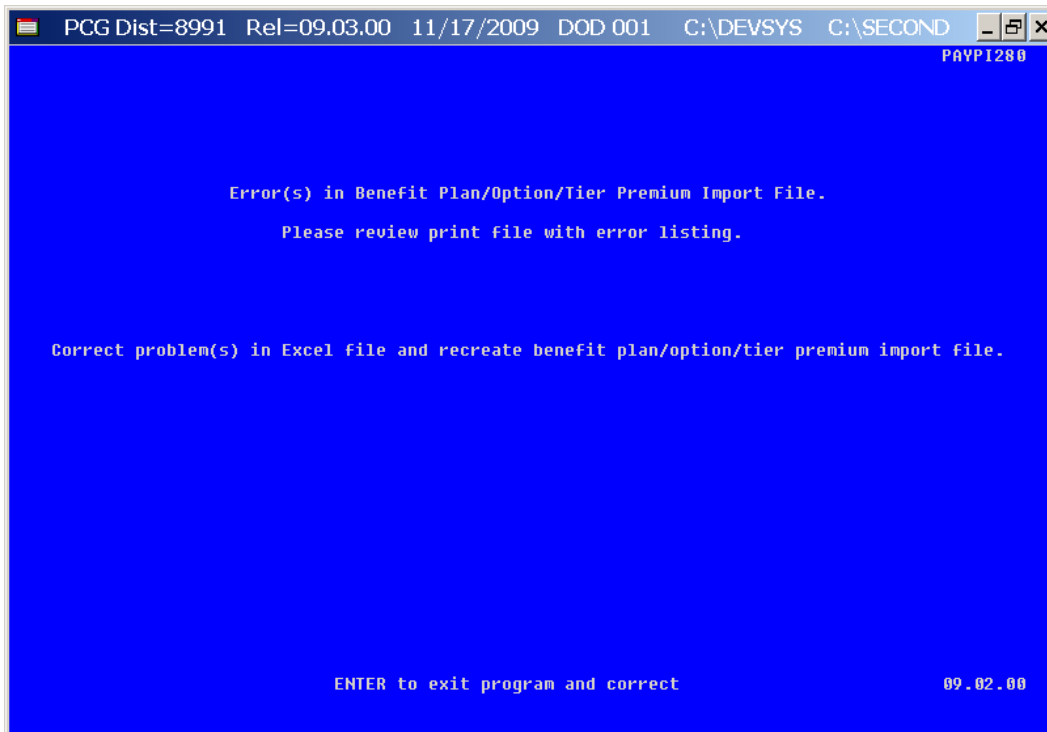 PCG Dist=8991 Rel=09.03.00 11/17/2009 DOD 001 C:\DEVSYS C:\SECOND
PAYPI280
Error(s) in Benefit Plan/Option/Tier Premium Import File.
Please review print file with error listing.
Correct problem(s) in Excel file and recreate benefit plan/option/tier premium import file.
ENTER to exit program and correct 09.02.00